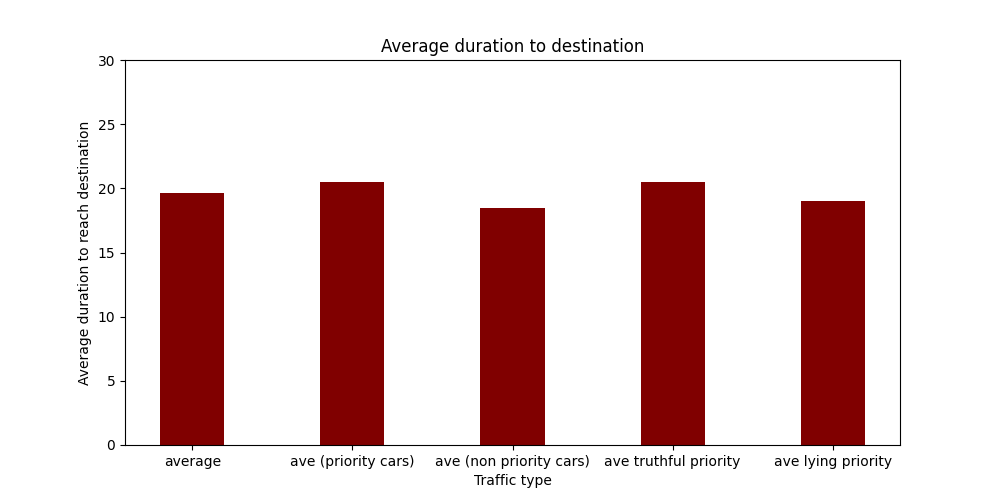 Average duration to destination
30
25
20
15
10
5
0
Average duration to reach destination
average
ave (priority cars)
ave (non priority cars)
ave truthful priority
ave lying priority
Traffic type